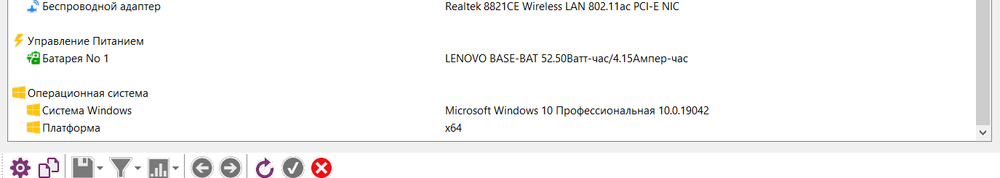 Беспроводной адаптер Realtek 8821CE Wireless LAN 802.11ac PCI-E NIC
Управление Питанием
Батарея No 1 LENOVO BASE-BAT 52.50Ватт-час/4.15Ампер-час
Операционная система
Система Windows Microsoft Windows 10 Профессиональная 10.0.19042
Платформа x64